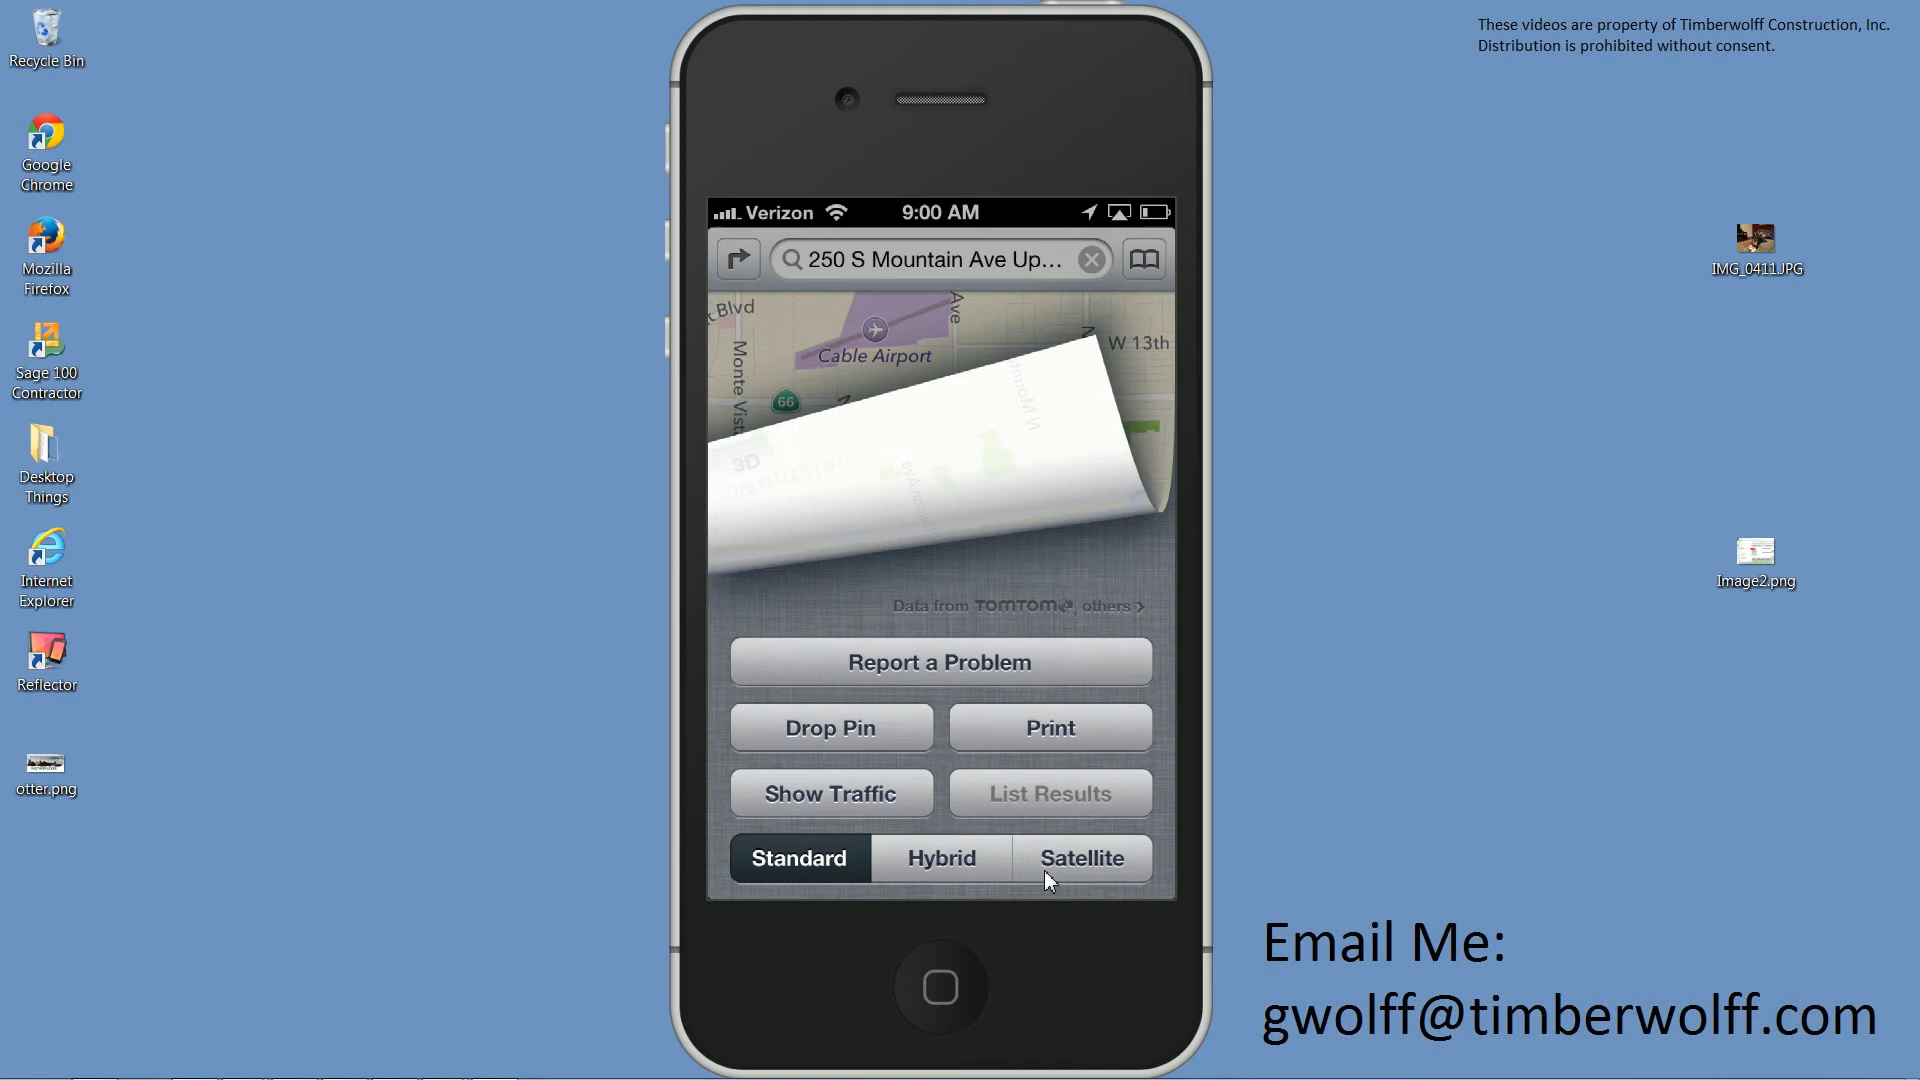 Recycle Bin
Google
Chrome
Mozilla
Firefox
Sage 100
Contractor
Desktop
Things
Internet
Explorer
Reflector
otter.png
Verizon
9:00 AM
250 S Mountain Ave Up...
t Blvd
Ave
Cable Airport
W 13th
Monte Vist
66
N
3D
N Mount
Data from TOMTOM, others >
Report a Problem
Drop Pin
Print
Show Traffic
List Results
Standard
Hybrid
Satellite
These videos are property of Timberwolff Construction, Inc.
Distribution is prohibited without consent.
IMG_0411.JPG
Image2.png
Email Me:
gwolff@timberwolff.com